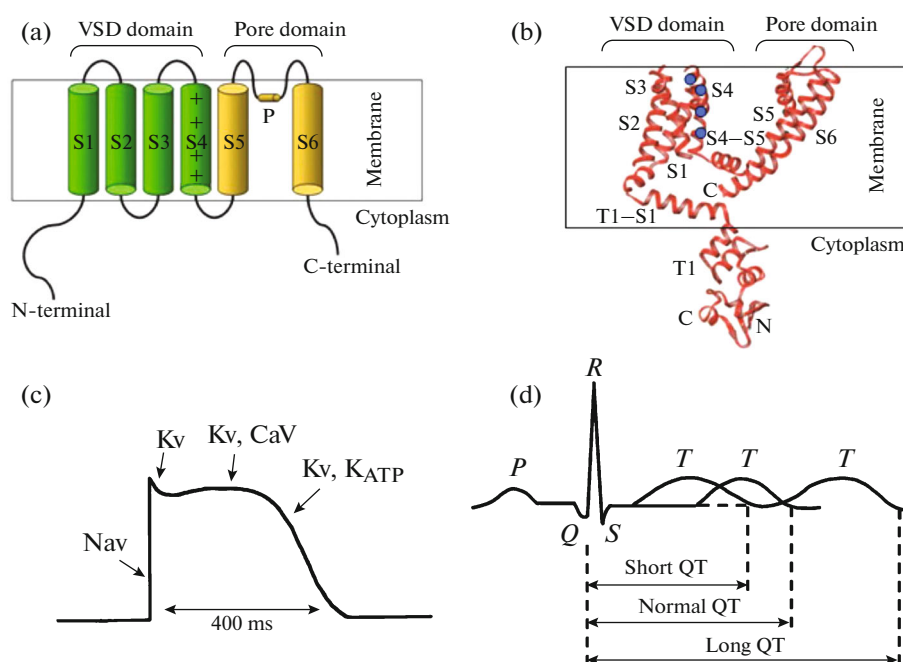 (a)
VSD domain
Pore domain
S1
S2
S3
+
+
S4
+
+
S5
P
S6
Membrane
Cytoplasm
N-terminal
C-terminal
(b)
VSD domain
Pore domain
S3
S4
S2
S5
S4–S5
S6
S1
C
T1–S1
Membrane
Cytoplasm
T1
C
N
(c)
Kv
Kv, CaV
Kv, KATP
Nav
400 ms
(d)
R
P
T
T
T
Q
S
Short QT
Normal QT
Long QT